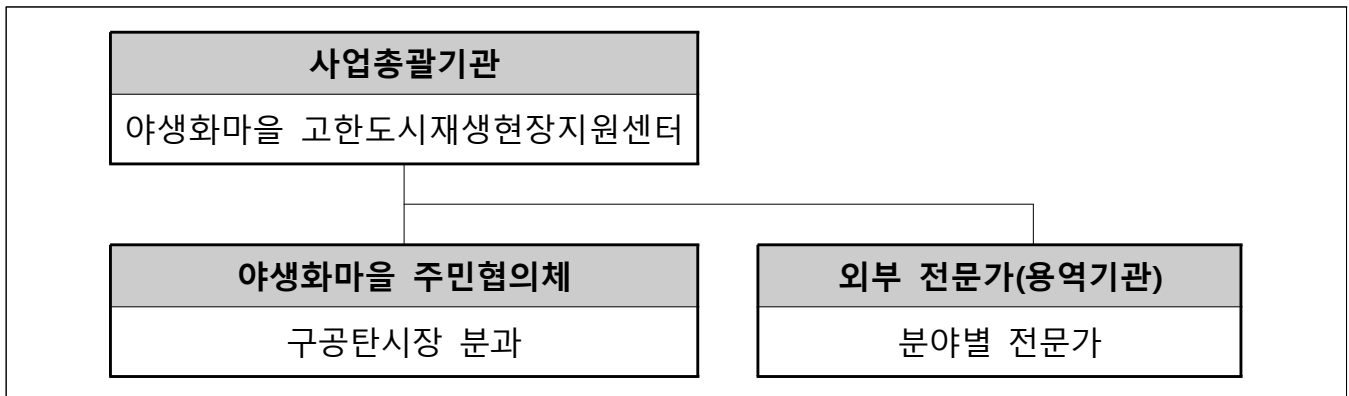 사업총괄기관
야생화마을 고한도시재생현장지원센터
야생화마을 주민협의체
구공탄시장 분과
외부 전문가(용역기관)
분야별 전문가